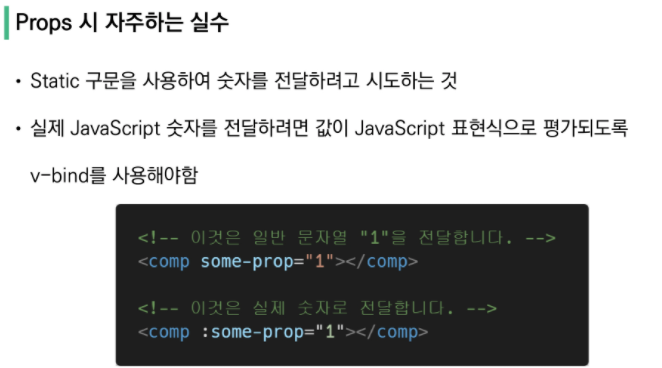 Props 시 자주하는 실수
• Static 구문을 사용하여 숫자를 전달하려고 시도하는 것
• 실제 JavaScript 숫자를 전달하려면 값이 JavaScript 표현식으로 평가되도록
v-bind를 사용해야함
<!-- 이것은 일반 문자열 "1"을 전달합니다. -->
<comp some-prop="1"></comp>
<!-- 이것은 실제 숫자로 전달합니다. -->
<comp :some-prop="1"></comp>